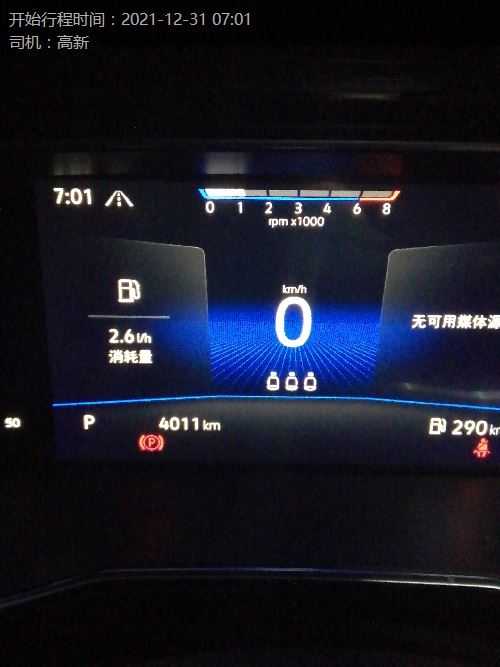 开始行程时间：2021-12-31 07:01
司机：高新
7:01
0 1 2 3 4 6 8
rpm x1000
km/h
0
2.6 l/h
消耗量
无可用媒体源
50
P
4011 km
290 km
(P)